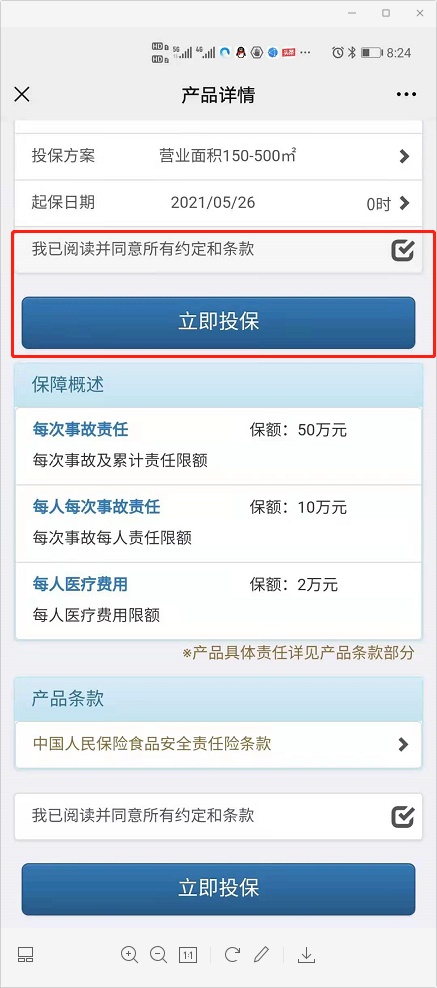 HD
HD
5G
4G
头条
8:24
产品详情
投保方案 营业面积150-500㎡
起保日期 2021/05/26 0时
我已阅读并同意所有约定和条款
立即投保
保障概述
每次事故责任 保额：50万元
每次事故及累计责任限额
每人每次事故责任 保额：10万元
每次事故每人责任限额
每人医疗费用 保额：2万元
每人医疗费用限额
※产品具体责任详见产品条款部分
产品条款
中国人民保险食品安全责任险条款
我已阅读并同意所有约定和条款
立即投保
1:1